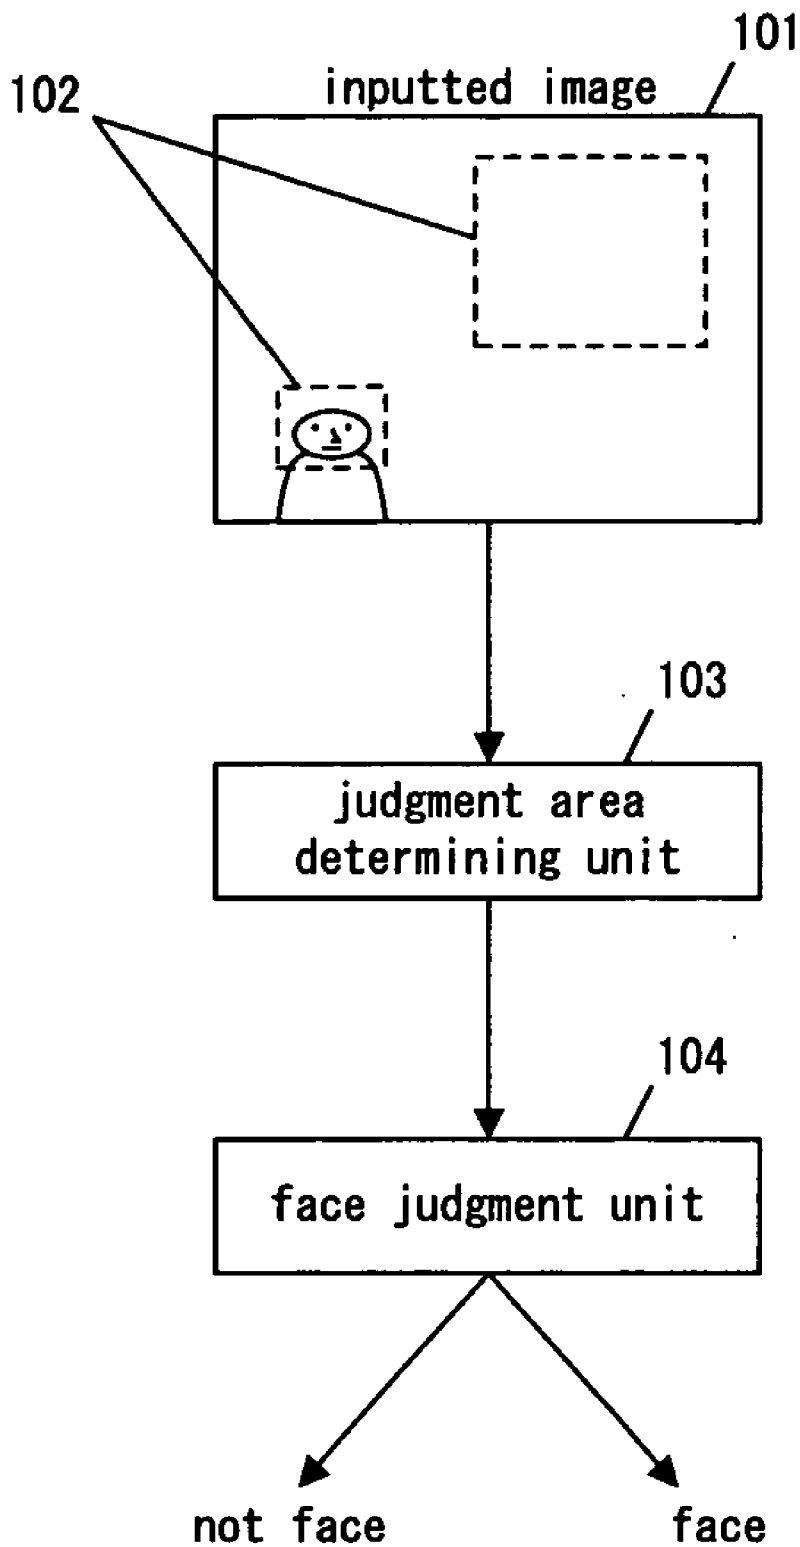 101
102
inputted image
103
judgment area
determining unit
104
face judgment unit
not face
face